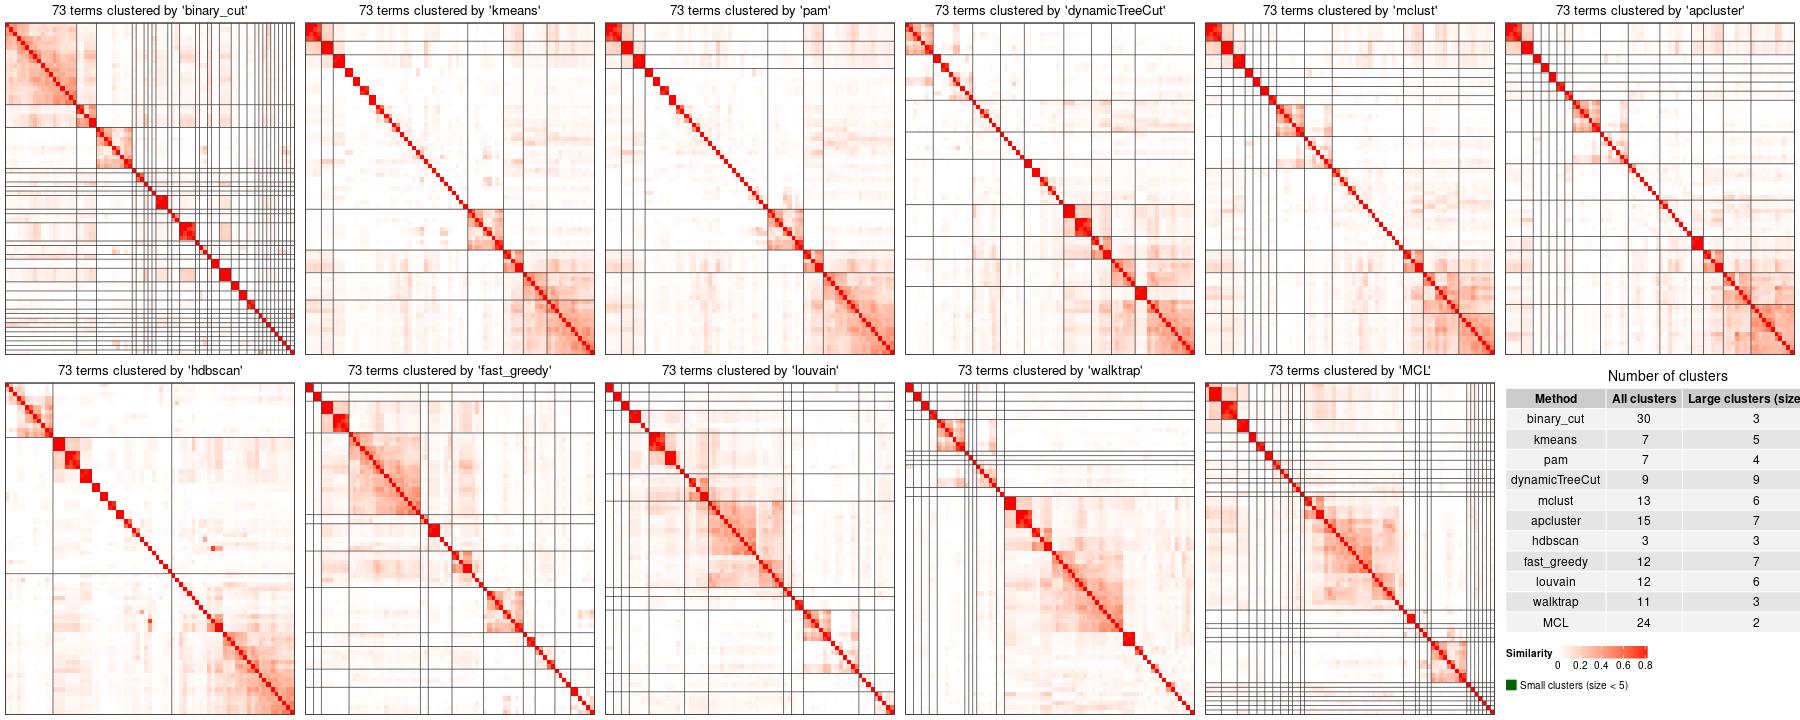 73 terms clustered by 'binary_cut'
73 terms clustered by 'kmeans'
73 terms clustered by 'pam'
73 terms clustered by 'dynamicTreeCut'
73 terms clustered by 'mclust'
73 terms clustered by 'apcluster'
73 terms clustered by 'hdbscan'
73 terms clustered by 'fast_greedy'
73 terms clustered by 'louvain'
73 terms clustered by 'walktrap'
73 terms clustered by 'MCL'
Number of clusters
Method All clusters Large clusters (size
binary_cut 30 3
kmeans 7 5
pam 7 4
dynamicTreeCut 9 9
mclust 13 6
apcluster 15 7
hdbscan 3 3
fast_greedy 12 7
louvain 12 6
walktrap 11 3
MCL 24 2
Similarity
0 0.2 0.4 0.6 0.8
Small clusters (size < 5)